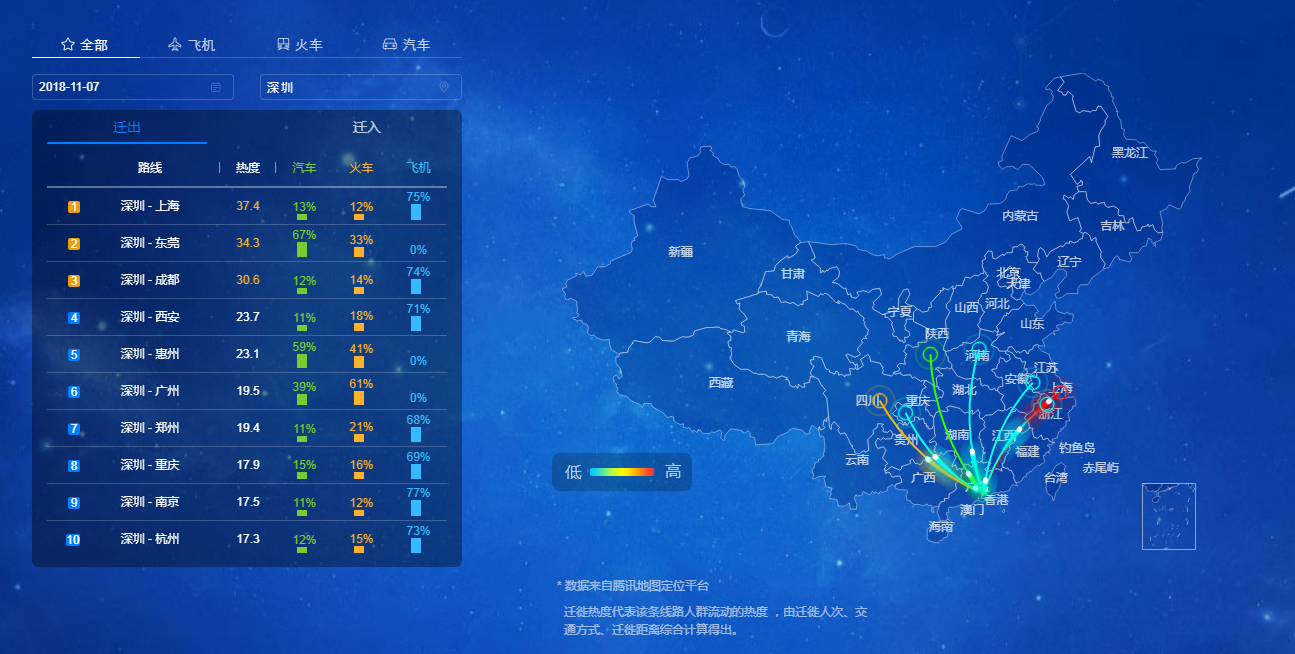 全部 飞机 火车 汽车
2018-11-07 深圳
迁出 迁入
路线 热度 汽车 火车 飞机
1 深圳 - 上海 37.4 13% 12% 75%
2 深圳 - 东莞 34.3 67% 33% 0%
3 深圳 - 成都 30.6 12% 14% 74%
4 深圳 - 西安 23.7 11% 18% 71%
5 深圳 - 惠州 23.1 59% 41% 0%
6 深圳 - 广州 19.5 39% 61% 0%
7 深圳 - 郑州 19.4 11% 21% 68%
8 深圳 - 重庆 17.9 15% 16% 69%
9 深圳 - 南京 17.5 11% 12% 77%
10 深圳 - 杭州 17.3 12% 15% 73%
黑龙江
内蒙古
吉林
新疆
辽宁
甘肃
北京
天津
宁夏
山西
河北
山东
青海
陕西
河南
江苏
西藏
安徽
上海
湖北
四川
重庆
浙江
贵州
湖南
江西
福建
钓鱼岛
云南
赤尾屿
广西
台湾
香港
澳门
海南
低 高
* 数据来自腾讯地图定位平台
迁徙热度代表该条线路人群流动的热度 ，由迁徙人次、交
通方式、迁徙距离综合计算得出。